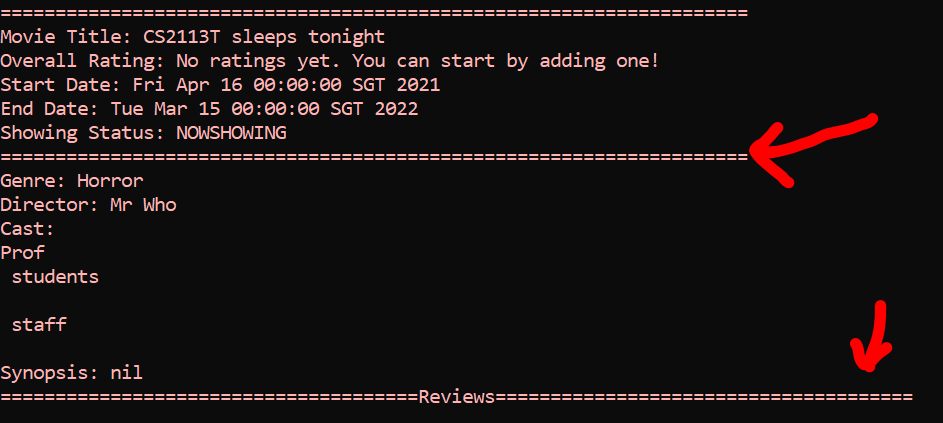 ====================================================================
Movie Title: CS2113T sleeps tonight
Overall Rating: No ratings yet. You can start by adding one!
Start Date: Fri Apr 16 00:00:00 SGT 2021
End Date: Tue Mar 15 00:00:00 SGT 2022
Showing Status: NOWSHOWING
====================================================================
Genre: Horror
Director: Mr Who
Cast:
Prof
 students
 staff
Synopsis: nil
======================================Reviews======================================